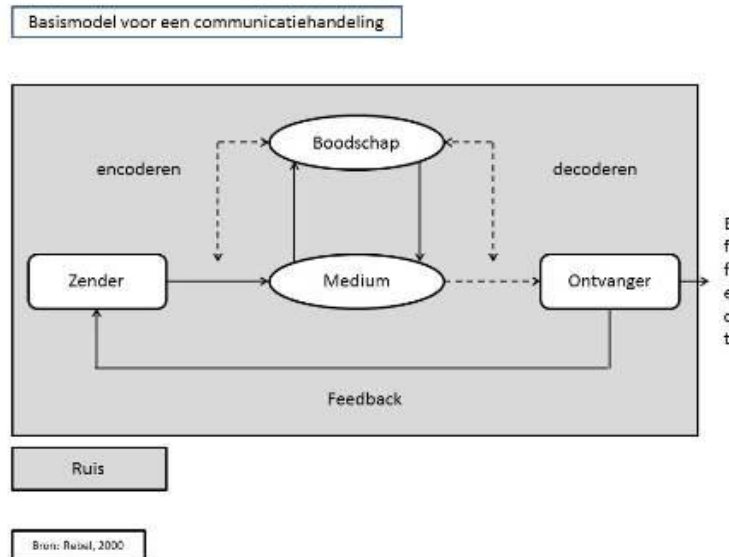 Basismodel voor een communicatiehandeling
Boodschap
encoderen
decoderen
Zender
Medium
Ontvanger
Feedback
Ruis
Bron: Rebel, 2000